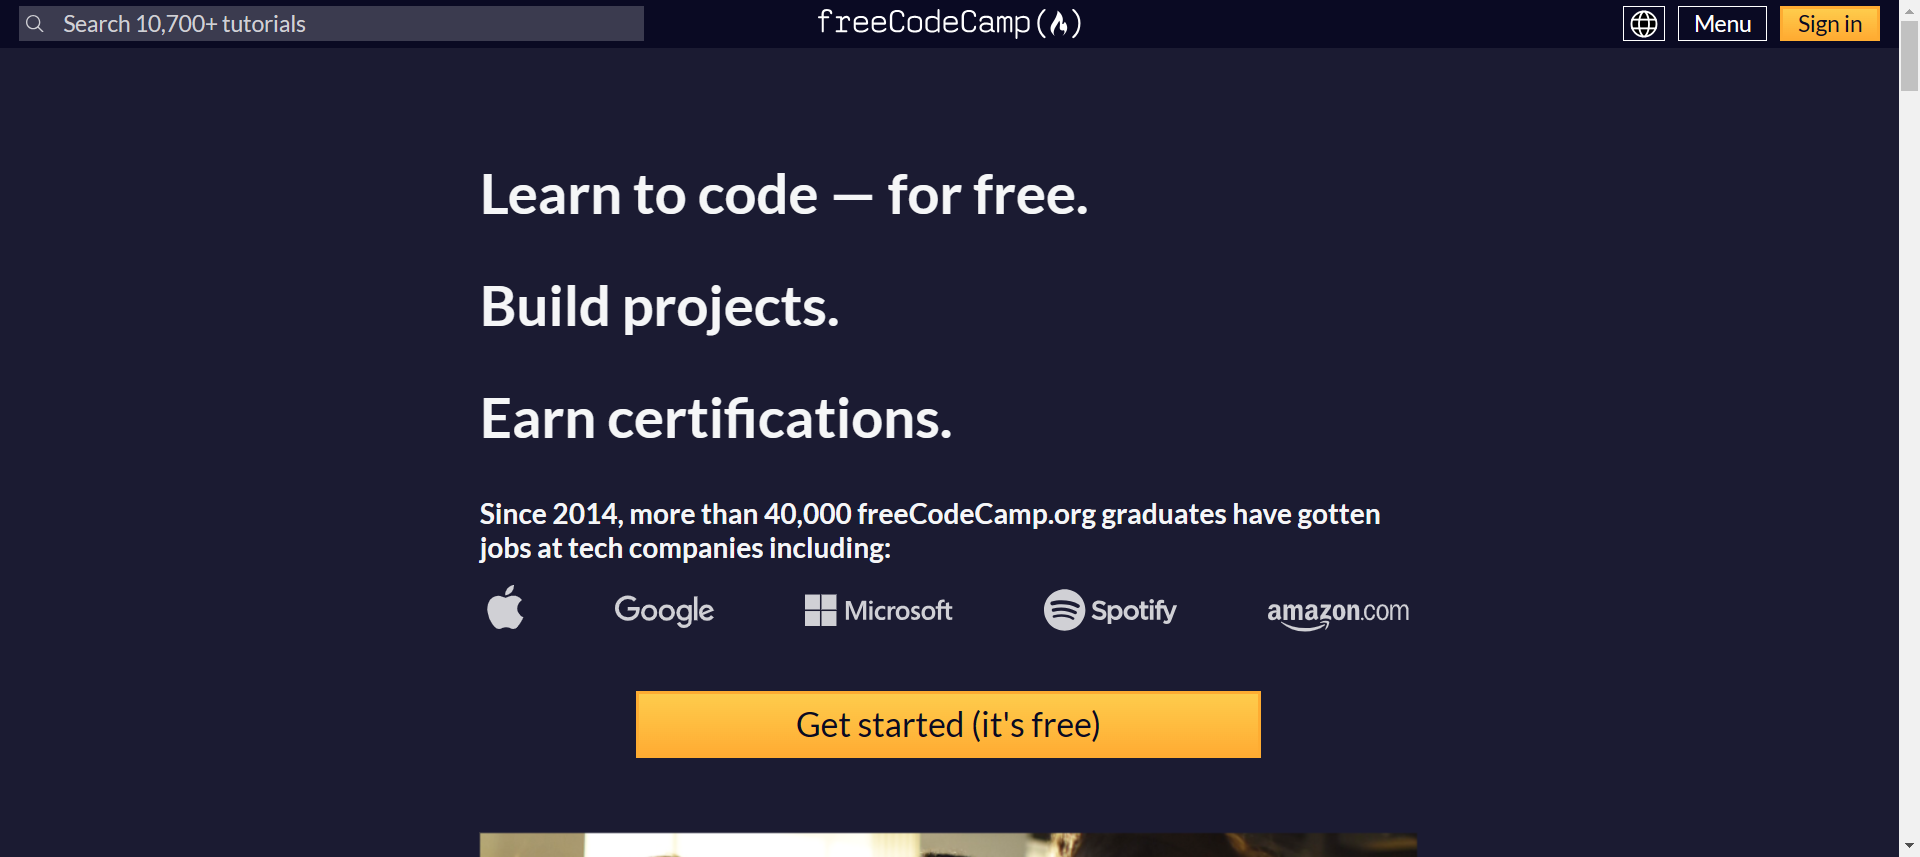 Search 10,700+ tutorials
freeCodeCamp
Menu
Sign in
Learn to code — for free.
Build projects.
Earn certifications.
Since 2014, more than 40,000 freeCodeCamp.org graduates have gotten
jobs at tech companies including:
Google
Microsoft
Spotify
amazon.com
Get started (it's free)